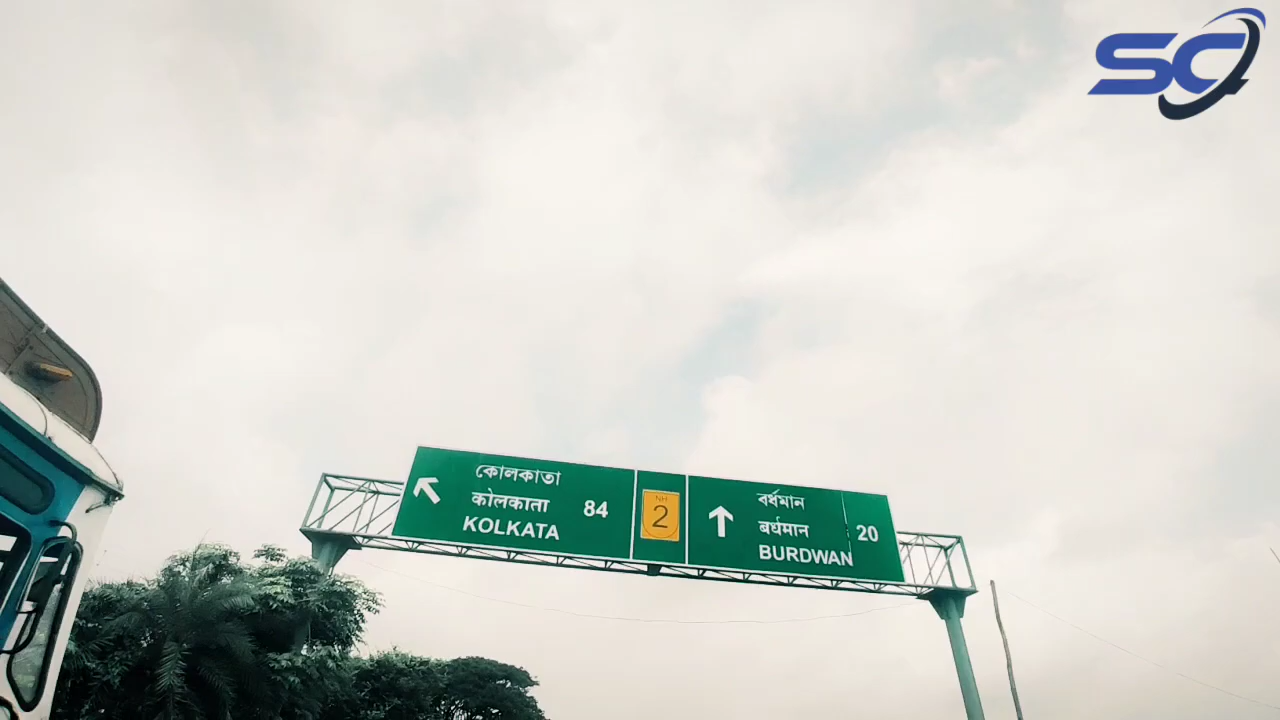 SC
কোলকাতা
कोलकाता
KOLKATA
84
NH
2
বর্ধমান
बर्धमान
BURDWAN
20